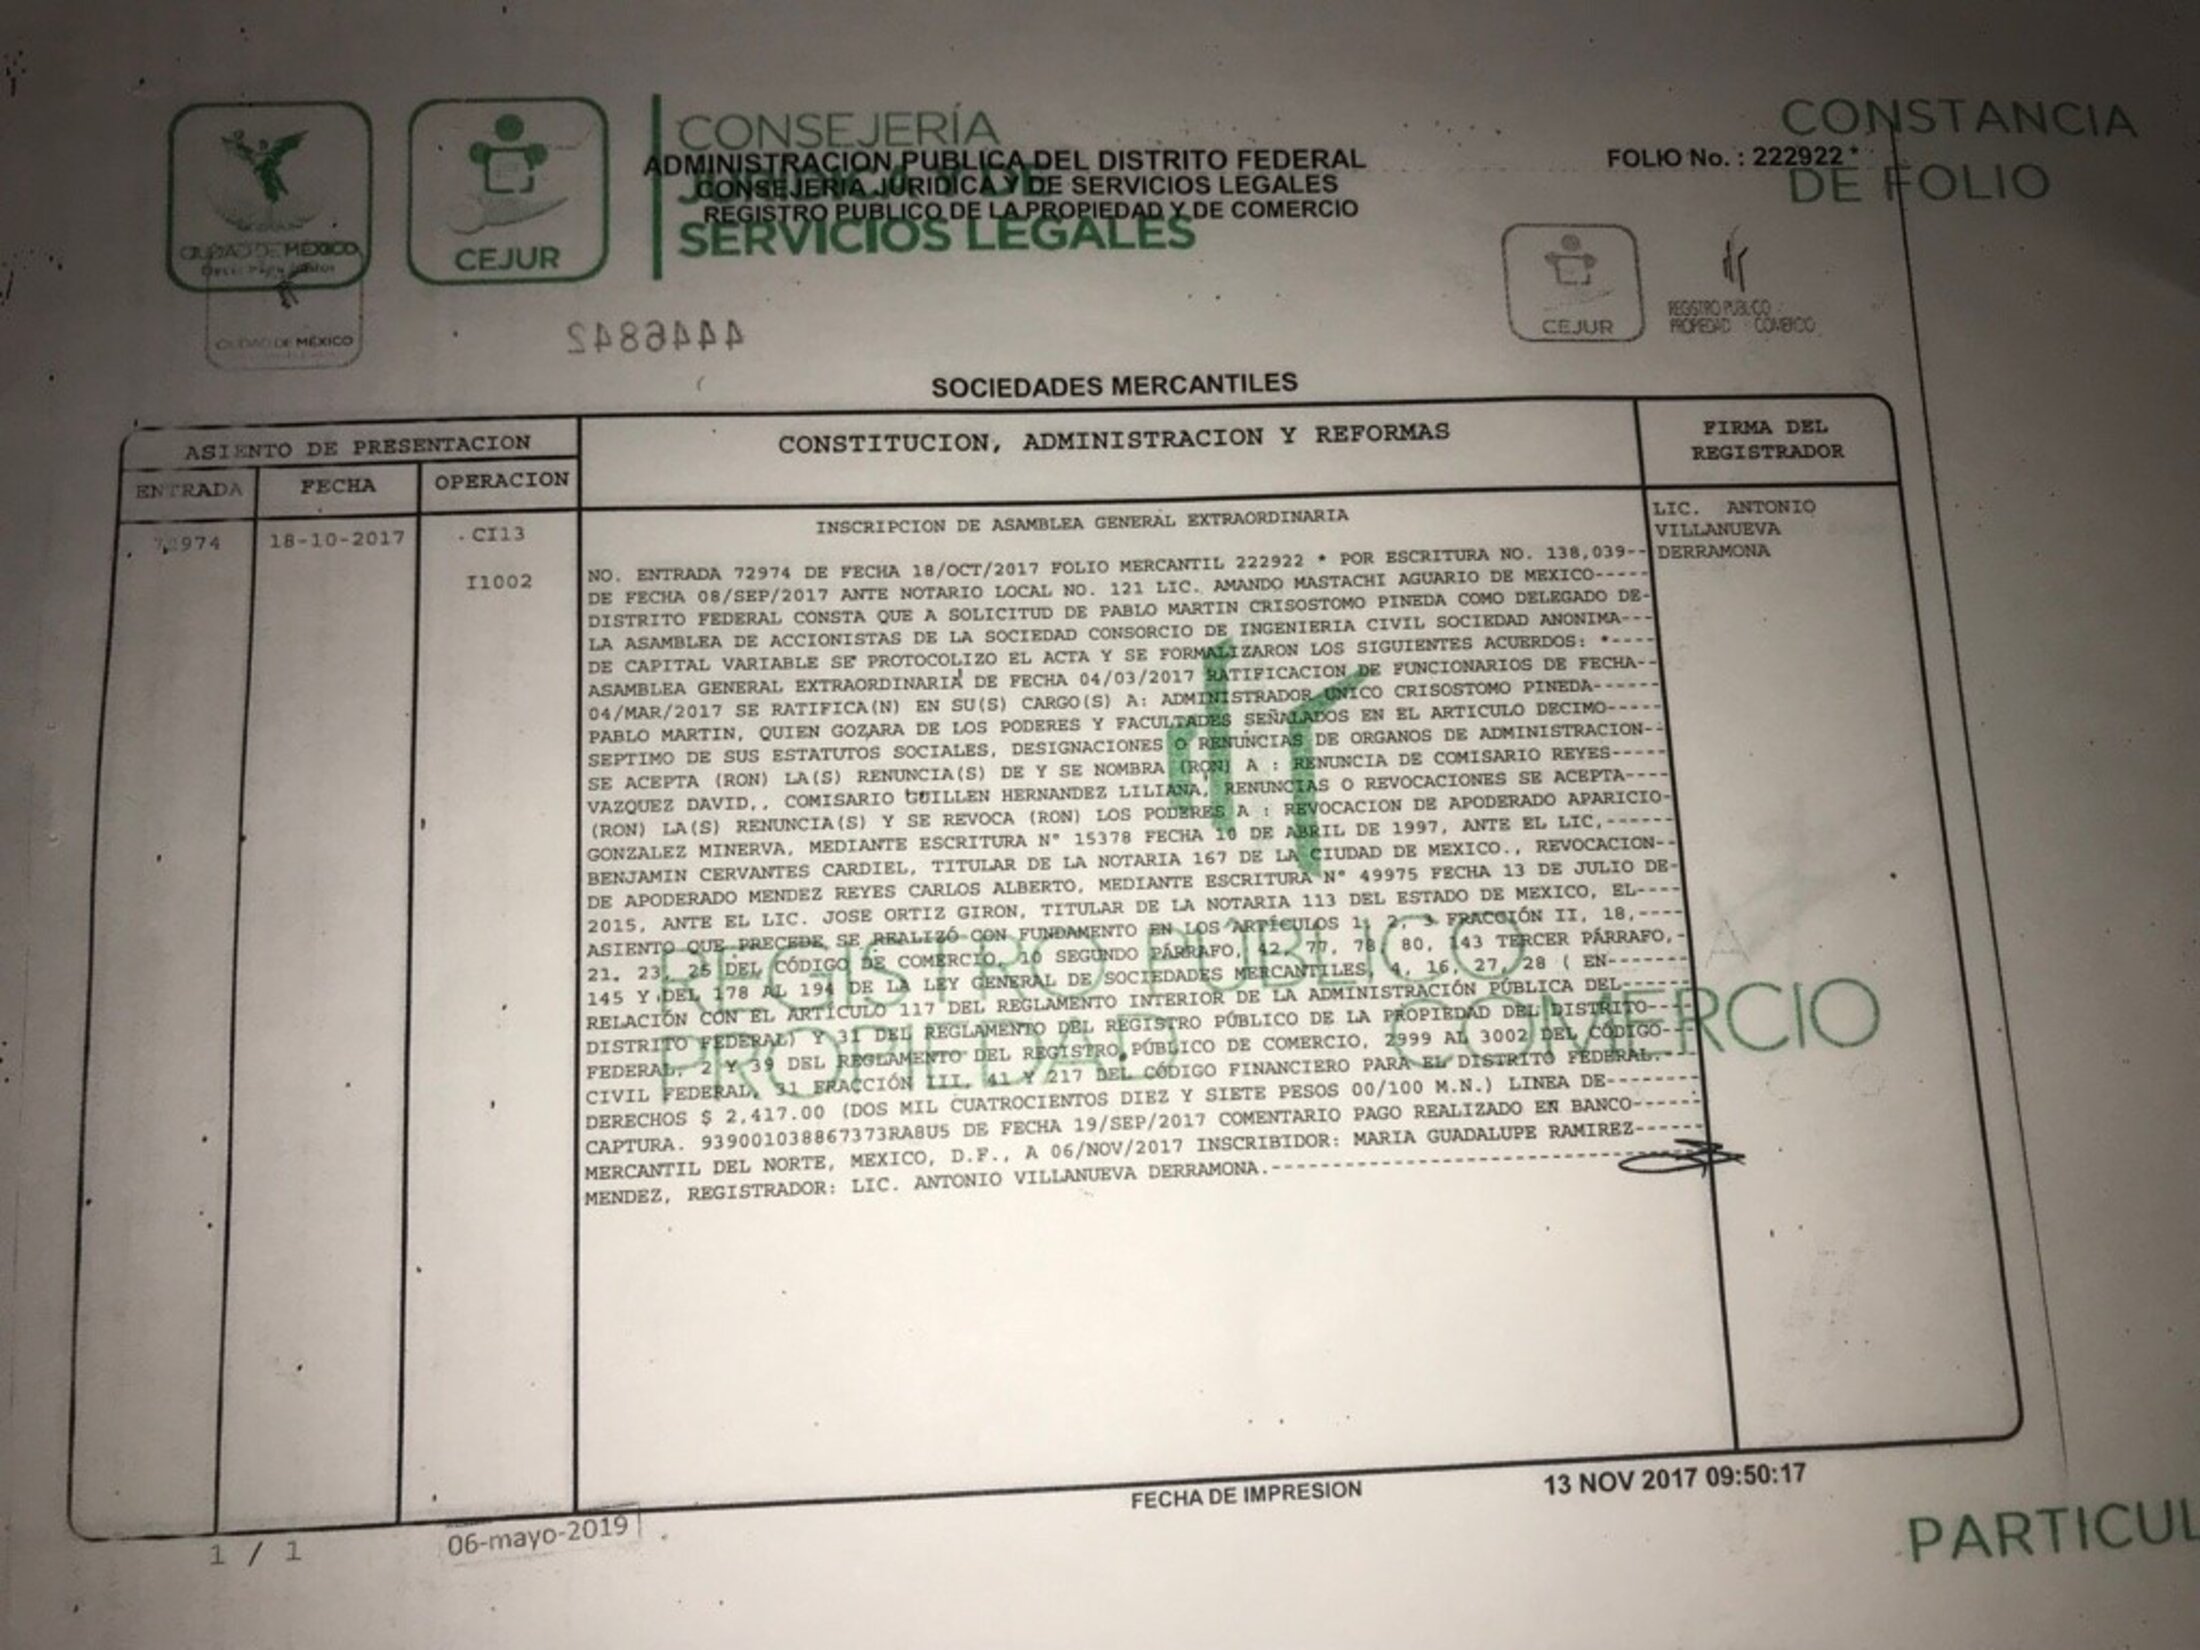 CONSEJERÍA
CONSTANCIA
ADMINISTRACION PUBLICA DEL DISTRITO FEDERAL
FOLIO No. : 222922 *
DE FOLIO
CONSEJERIA JURIDICA Y DE SERVICIOS LEGALES
REGISTRO PUBLICO DE LA PROPIEDAD Y DE COMERCIO
SERVICIOS LEGALES
CIUDAD DE MÉXICO
CEJUR
CIUDAD DE MÉXICO
4446842
CEJUR
REGISTRO PUBLICO
PROPIEDAD COMERCIO
SOCIEDADES MERCANTILES
ASIENTO DE PRESENTACION
CONSTITUCION, ADMINISTRACION Y REFORMAS
FIRMA DEL
REGISTRADOR
ENTRADA FECHA OPERACION
72974 18-10-2017 CI13
I1002
LIC. ANTONIO
VILLANUEVA
DERRAMONA
INSCRIPCION DE ASAMBLEA GENERAL EXTRAORDINARIA
NO. ENTRADA 72974 DE FECHA 18/OCT/2017 FOLIO MERCANTIL 222922 * POR ESCRITURA NO. 138,039--
DE FECHA 08/SEP/2017 ANTE NOTARIO LOCAL NO. 121 LIC. AMANDO MASTACHI AGUARIO DE MEXICO-----
DISTRITO FEDERAL CONSTA QUE A SOLICITUD DE PABLO MARTIN CRISOSTOMO PINEDA COMO DELEGADO DE-
LA ASAMBLEA DE ACCIONISTAS DE LA SOCIEDAD CONSORCIO DE INGENIERIA CIVIL SOCIEDAD ANONIMA---
DE CAPITAL VARIABLE SE PROTOCOLIZO EL ACTA Y SE FORMALIZARON LOS SIGUIENTES ACUERDOS: *----
ASAMBLEA GENERAL EXTRAORDINARIA DE FECHA 04/03/2017 RATIFICACION DE FUNCIONARIOS DE FECHA--
04/MAR/2017 SE RATIFICA(N) EN SU(S) CARGO(S) A: ADMINISTRADOR UNICO CRISOSTOMO PINEDA------
PABLO MARTIN, QUIEN GOZARA DE LOS PODERES Y FACULTADES SEÑALADOS EN EL ARTICULO DECIMO-----
SEPTIMO DE SUS ESTATUTOS SOCIALES, DESIGNACIONES O RENUNCIAS DE ORGANOS DE ADMINISTRACION--
SE ACEPTA (RON) LA(S) RENUNCIA(S) DE Y SE NOMBRA (RON) A : RENUNCIA DE COMISARIO REYES-----
VAZQUEZ DAVID,, COMISARIO GUILLEN HERNANDEZ LILIANA, RENUNCIAS O REVOCACIONES SE ACEPTA----
(RON) LA(S) RENUNCIA(S) Y SE REVOCA (RON) LOS PODERES A : REVOCACION DE APODERADO APARICIO-
GONZALEZ MINERVA, MEDIANTE ESCRITURA N° 15378 FECHA 10 DE ABRIL DE 1997, ANTE EL LIC,------
BENJAMIN CERVANTES CARDIEL, TITULAR DE LA NOTARIA 167 DE LA CIUDAD DE MEXICO., REVOCACION--
DE APODERADO MENDEZ REYES CARLOS ALBERTO, MEDIANTE ESCRITURA N° 49975 FECHA 13 DE JULIO DE-
2015, ANTE EL LIC. JOSE ORTIZ GIRON, TITULAR DE LA NOTARIA 113 DEL ESTADO DE MEXICO, EL----
ASIENTO QUE PRECEDE SE REALIZÓ CON FUNDAMENTO EN LOS ARTÍCULOS 1, 2, 3 FRACCIÓN II, 18,----
21, 23, 25 DEL CÓDIGO DE COMERCIO, 10 SEGUNDO PÁRRAFO, 42, 77, 78, 80, 143 TERCER PÁRRAFO,-
145 Y DEL 178 AL 194 DE LA LEY GENERAL DE SOCIEDADES MERCANTILES, 4, 16, 27, 28 ( EN-------
RELACIÓN CON EL ARTÍCULO 117 DEL REGLAMENTO INTERIOR DE LA ADMINISTRACIÓN PÚBLICA DEL------
DISTRITO FEDERAL) Y 31 DEL REGLAMENTO DEL REGISTRO PÚBLICO DE LA PROPIEDAD DEL DISTRITO----
FEDERAL, 2 Y 39 DEL REGLAMENTO DEL REGISTRO PÚBLICO DE COMERCIO, 2999 AL 3002 DEL CÓDIGO---
CIVIL FEDERAL, 31 FRACCIÓN III, 41 Y 217 DEL CÓDIGO FINANCIERO PARA EL DISTRITO FEDERAL.---
DERECHOS $ 2,417.00 (DOS MIL CUATROCIENTOS DIEZ Y SIETE PESOS 00/100 M.N.) LINEA DE--------
CAPTURA. 939001038867373RA8U5 DE FECHA 19/SEP/2017 COMENTARIO PAGO REALIZADO EN BANCO------
MERCANTIL DEL NORTE, MEXICO, D.F., A 06/NOV/2017 INSCRIBIDOR: MARIA GUADALUPE RAMIREZ------
MENDEZ, REGISTRADOR: LIC. ANTONIO VILLANUEVA DERRAMONA.-----------------------------------
REGISTRO PÚBLICO
PROPIEDAD COMERCIO
FECHA DE IMPRESION 13 NOV 2017 09:50:17
1 / 1
06-mayo-2019
PARTICUL